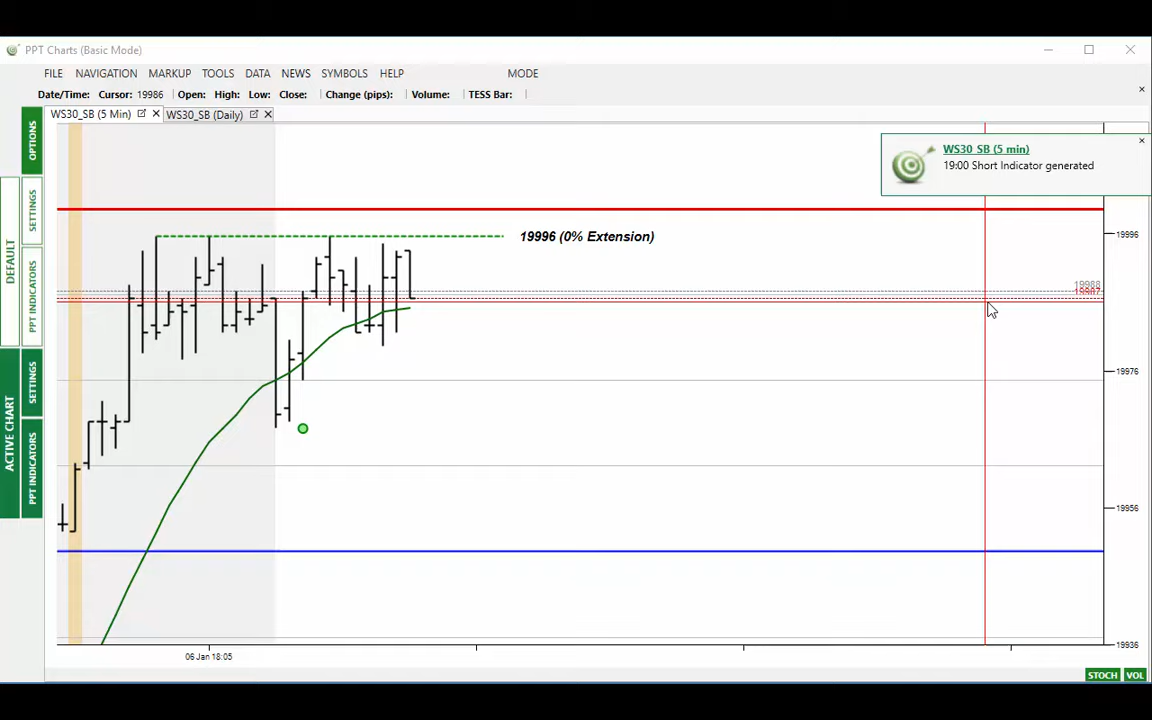 PPT Charts (Basic Mode)
FILE NAVIGATION MARKUP TOOLS DATA NEWS SYMBOLS HELP MODE
Date/Time: Cursor: 19986 Open: High: Low: Close: Change (pips): Volume: TESS Bar:
WS30_SB (5 Min) WS30_SB (Daily)
OPTIONS
SETTINGS
DEFAULT
PPT INDICATORS
SETTINGS
ACTIVE CHART
PPT INDICATORS
WS30 SB (5 min)
19:00 Short Indicator generated
19996 (0% Extension)
19996
19988
19987
19976
19956
19936
06 Jan 18:05
STOCH VOL